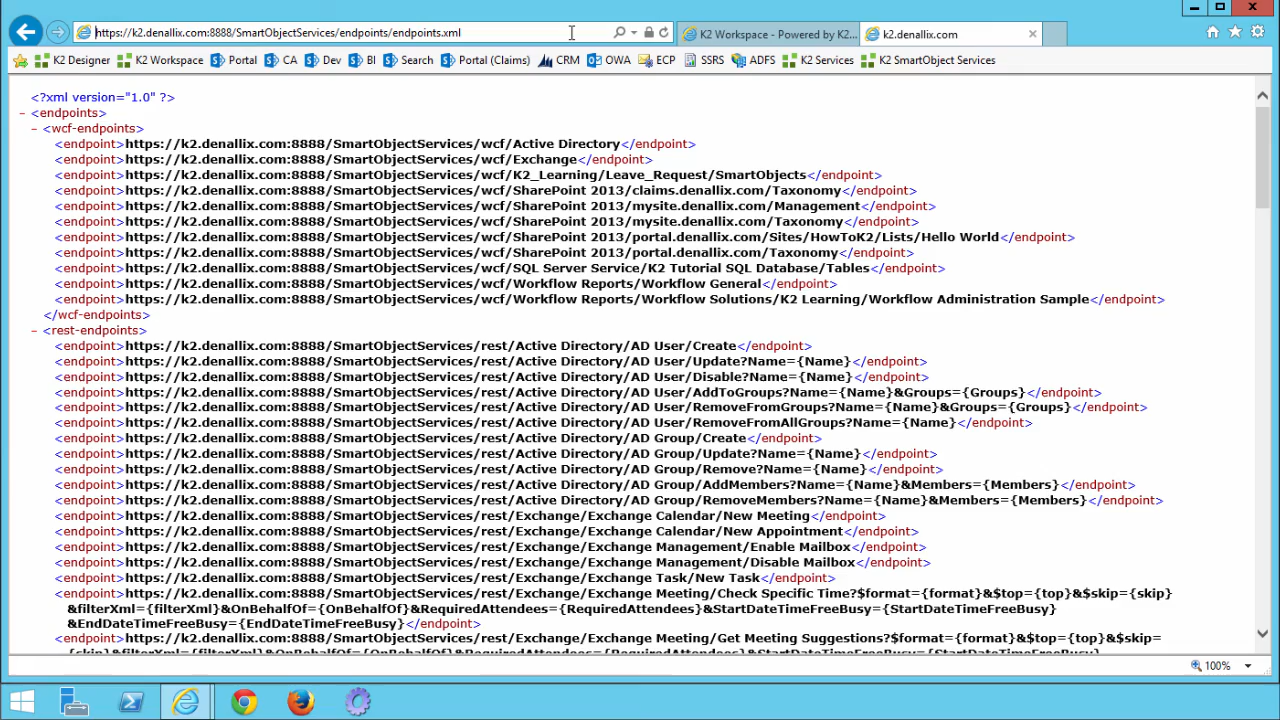 https://k2.denallix.com:8888/SmartObjectServices/endpoints/endpoints.xml
K2 Workspace - Powered by K2...
k2.denallix.com
K2 Designer K2 Workspace Portal CA Dev BI Search Portal (Claims) CRM OWA ECP SSRS ADFS K2 Services K2 SmartObject Services
<?xml version="1.0" ?>
- <endpoints>
- <wcf-endpoints>
<endpoint>https://k2.denallix.com:8888/SmartObjectServices/wcf/Active Directory</endpoint>
<endpoint>https://k2.denallix.com:8888/SmartObjectServices/wcf/Exchange</endpoint>
<endpoint>https://k2.denallix.com:8888/SmartObjectServices/wcf/K2_Learning/Leave_Request/SmartObjects</endpoint>
<endpoint>https://k2.denallix.com:8888/SmartObjectServices/wcf/SharePoint 2013/claims.denallix.com/Taxonomy</endpoint>
<endpoint>https://k2.denallix.com:8888/SmartObjectServices/wcf/SharePoint 2013/mysite.denallix.com/Management</endpoint>
<endpoint>https://k2.denallix.com:8888/SmartObjectServices/wcf/SharePoint 2013/mysite.denallix.com/Taxonomy</endpoint>
<endpoint>https://k2.denallix.com:8888/SmartObjectServices/wcf/SharePoint 2013/portal.denallix.com/Sites/HowToK2/Lists/Hello World</endpoint>
<endpoint>https://k2.denallix.com:8888/SmartObjectServices/wcf/SharePoint 2013/portal.denallix.com/Taxonomy</endpoint>
<endpoint>https://k2.denallix.com:8888/SmartObjectServices/wcf/SQL Server Service/K2 Tutorial SQL Database/Tables</endpoint>
<endpoint>https://k2.denallix.com:8888/SmartObjectServices/wcf/Workflow Reports/Workflow General</endpoint>
<endpoint>https://k2.denallix.com:8888/SmartObjectServices/wcf/Workflow Reports/Workflow Solutions/K2 Learning/Workflow Administration Sample</endpoint>
</wcf-endpoints>
- <rest-endpoints>
<endpoint>https://k2.denallix.com:8888/SmartObjectServices/rest/Active Directory/AD User/Create</endpoint>
<endpoint>https://k2.denallix.com:8888/SmartObjectServices/rest/Active Directory/AD User/Update?Name={Name}</endpoint>
<endpoint>https://k2.denallix.com:8888/SmartObjectServices/rest/Active Directory/AD User/Disable?Name={Name}</endpoint>
<endpoint>https://k2.denallix.com:8888/SmartObjectServices/rest/Active Directory/AD User/AddToGroups?Name={Name}&Groups={Groups}</endpoint>
<endpoint>https://k2.denallix.com:8888/SmartObjectServices/rest/Active Directory/AD User/RemoveFromGroups?Name={Name}&Groups={Groups}</endpoint>
<endpoint>https://k2.denallix.com:8888/SmartObjectServices/rest/Active Directory/AD User/RemoveFromAllGroups?Name={Name}</endpoint>
<endpoint>https://k2.denallix.com:8888/SmartObjectServices/rest/Active Directory/AD Group/Create</endpoint>
<endpoint>https://k2.denallix.com:8888/SmartObjectServices/rest/Active Directory/AD Group/Update?Name={Name}</endpoint>
<endpoint>https://k2.denallix.com:8888/SmartObjectServices/rest/Active Directory/AD Group/Remove?Name={Name}</endpoint>
<endpoint>https://k2.denallix.com:8888/SmartObjectServices/rest/Active Directory/AD Group/AddMembers?Name={Name}&Members={Members}</endpoint>
<endpoint>https://k2.denallix.com:8888/SmartObjectServices/rest/Active Directory/AD Group/RemoveMembers?Name={Name}&Members={Members}</endpoint>
<endpoint>https://k2.denallix.com:8888/SmartObjectServices/rest/Exchange/Exchange Calendar/New Meeting</endpoint>
<endpoint>https://k2.denallix.com:8888/SmartObjectServices/rest/Exchange/Exchange Calendar/New Appointment</endpoint>
<endpoint>https://k2.denallix.com:8888/SmartObjectServices/rest/Exchange/Exchange Management/Enable Mailbox</endpoint>
<endpoint>https://k2.denallix.com:8888/SmartObjectServices/rest/Exchange/Exchange Management/Disable Mailbox</endpoint>
<endpoint>https://k2.denallix.com:8888/SmartObjectServices/rest/Exchange/Exchange Task/New Task</endpoint>
<endpoint>https://k2.denallix.com:8888/SmartObjectServices/rest/Exchange/Exchange Meeting/Check Specific Time?$format={format}&$top={top}&$skip={skip}
&filterXml={filterXml}&OnBehalfOf={OnBehalfOf}&RequiredAttendees={RequiredAttendees}&StartDateTimeFreeBusy={StartDateTimeFreeBusy}
&EndDateTimeFreeBusy={EndDateTimeFreeBusy}</endpoint>
<endpoint>https://k2.denallix.com:8888/SmartObjectServices/rest/Exchange/Exchange Meeting/Get Meeting Suggestions?$format={format}&$top={top}&$skip=
{skip}&filterXml={filterXml}&OnBehalfOf={OnBehalfOf}&RequiredAttendees={RequiredAttendees}&StartDateTimeFreeBusy={StartDateTimeFreeBusy}
100%